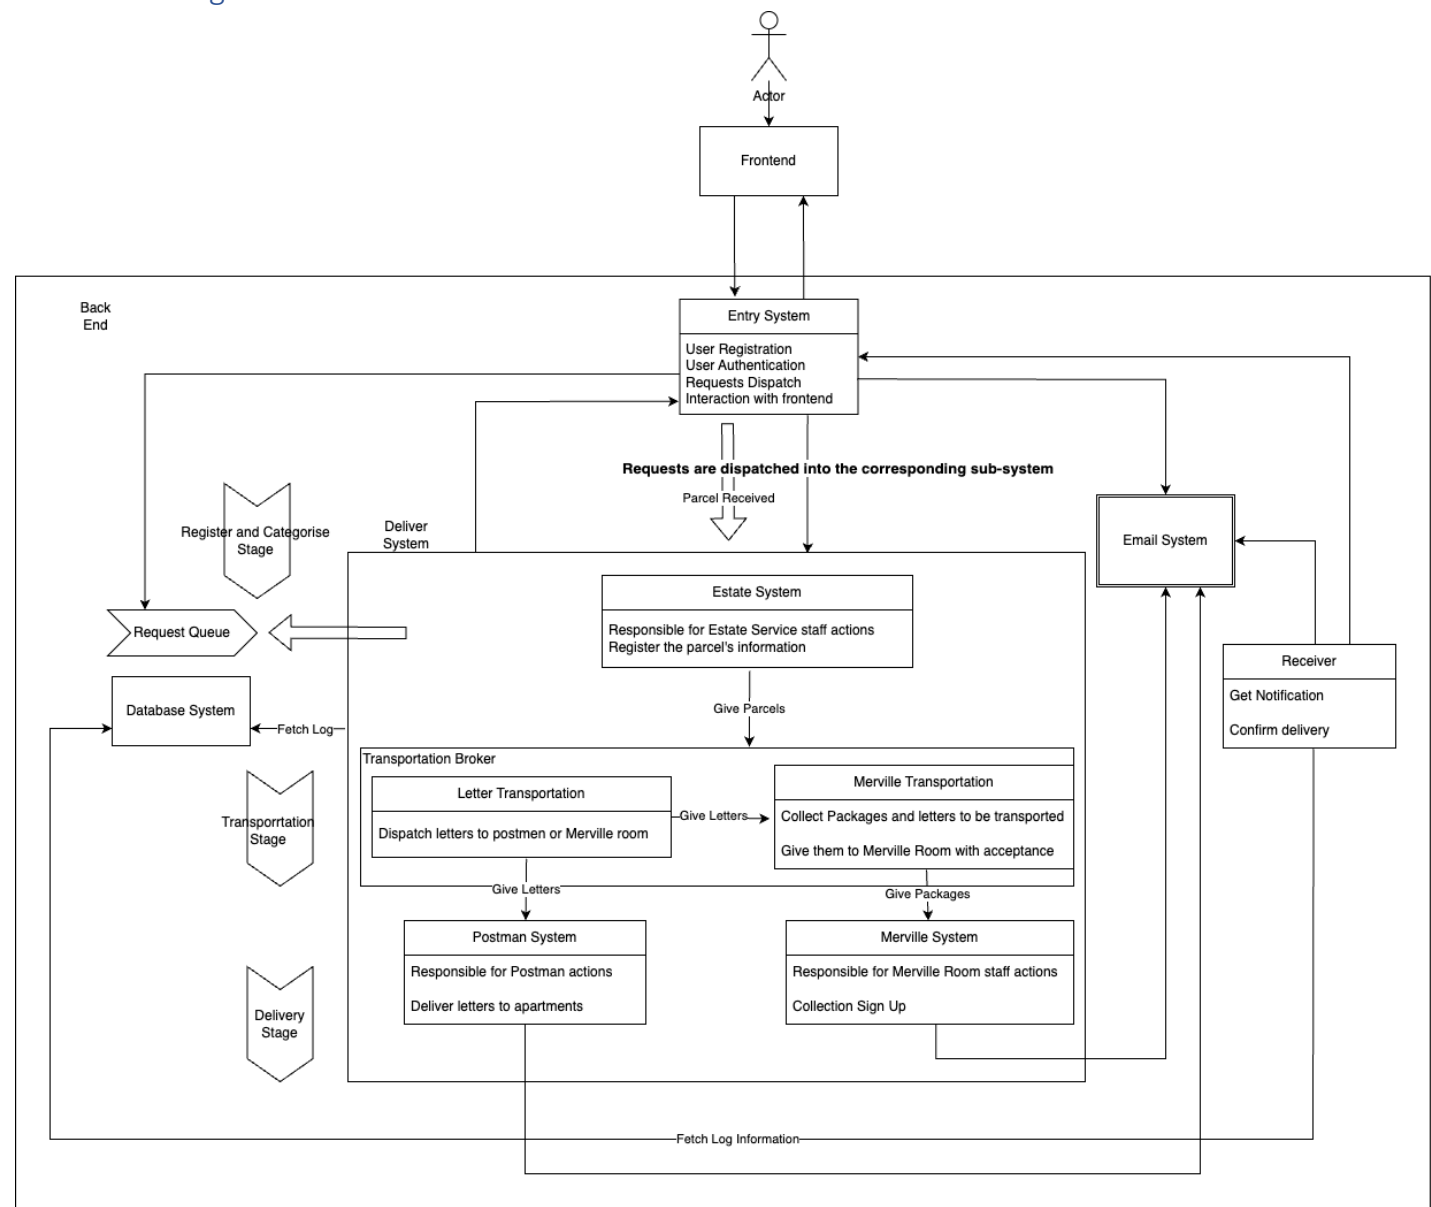 Actor
Frontend
Back
End
Entry System
User Registration
User Authentication
Requests Dispatch
Interaction with frontend
Requests are dispatched into the corresponding sub-system
Parcel Received
Register and Categorise
Stage
Deliver
System
Email System
Estate System
Responsible for Estate Service staff actions
Register the parcel's information
Request Queue
Receiver
Get Notification
Confirm delivery
Database System
Fetch Log
Give Parcels
Transportation Broker
Letter Transportation
Dispatch letters to postmen or Merville room
Give Letters
Merville Transportation
Collect Packages and letters to be transported
Give them to Merville Room with acceptance
Transporrtation
Stage
Give Letters
Give Packages
Postman System
Responsible for Postman actions
Deliver letters to apartments
Merville System
Responsible for Merville Room staff actions
Collection Sign Up
Delivery
Stage
Fetch Log Information